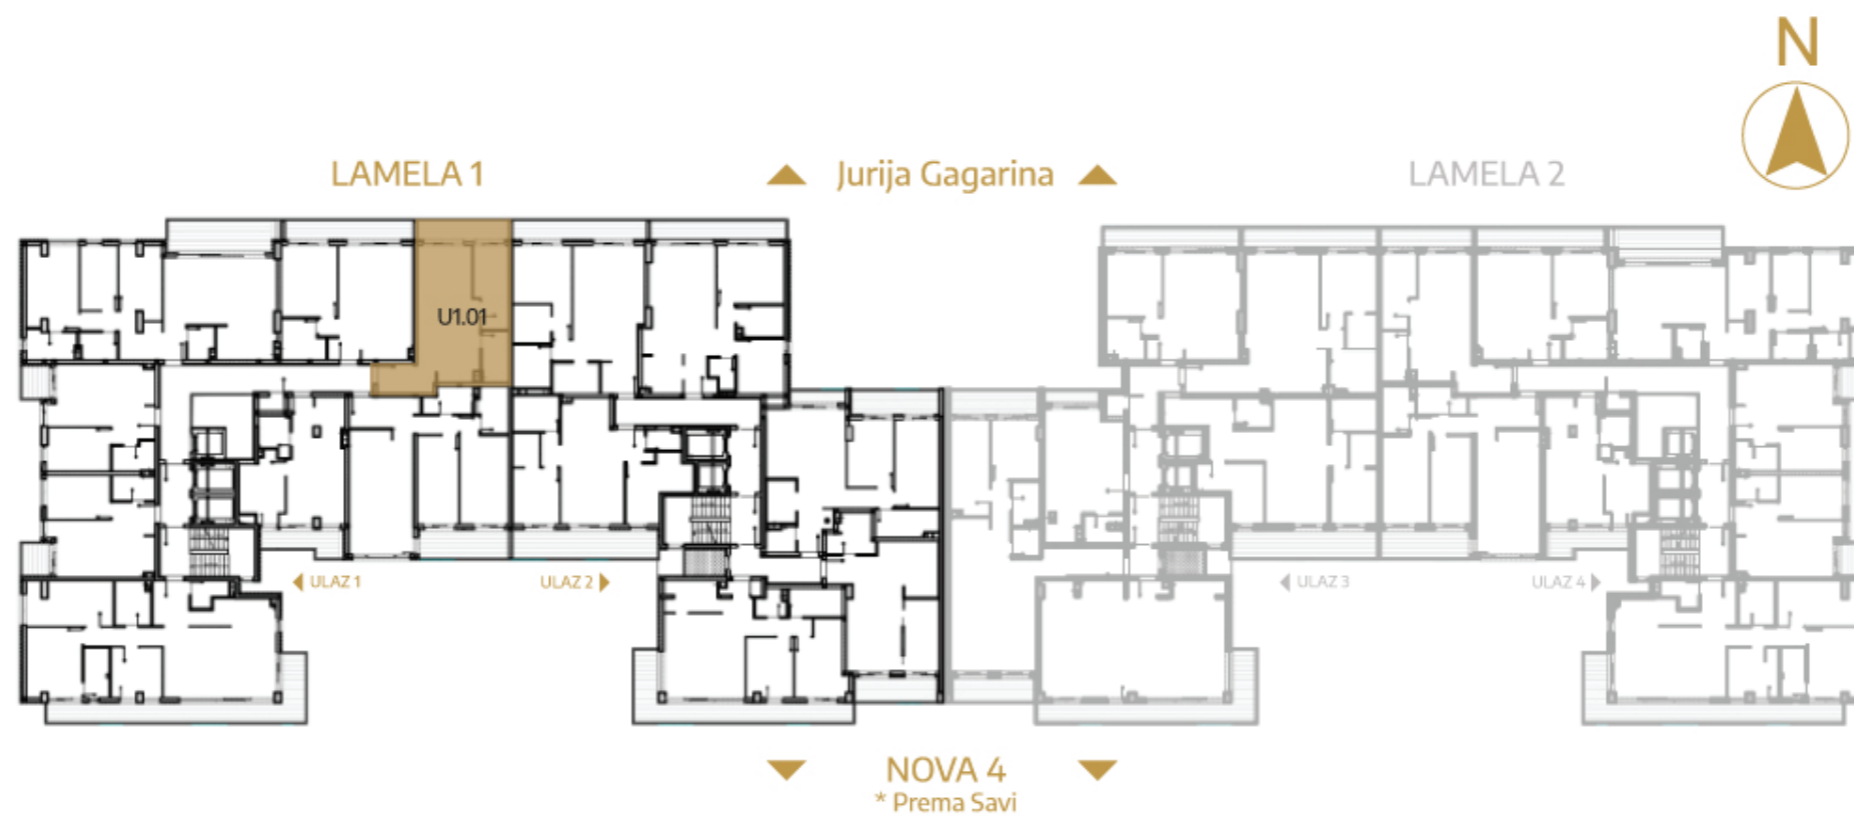 N
LAMELA 1
Jurija Gagarina
LAMELA 2
U1.01
ULAZ 1
ULAZ 2
ULAZ 3
ULAZ 4
NOVA 4
* Prema Savi